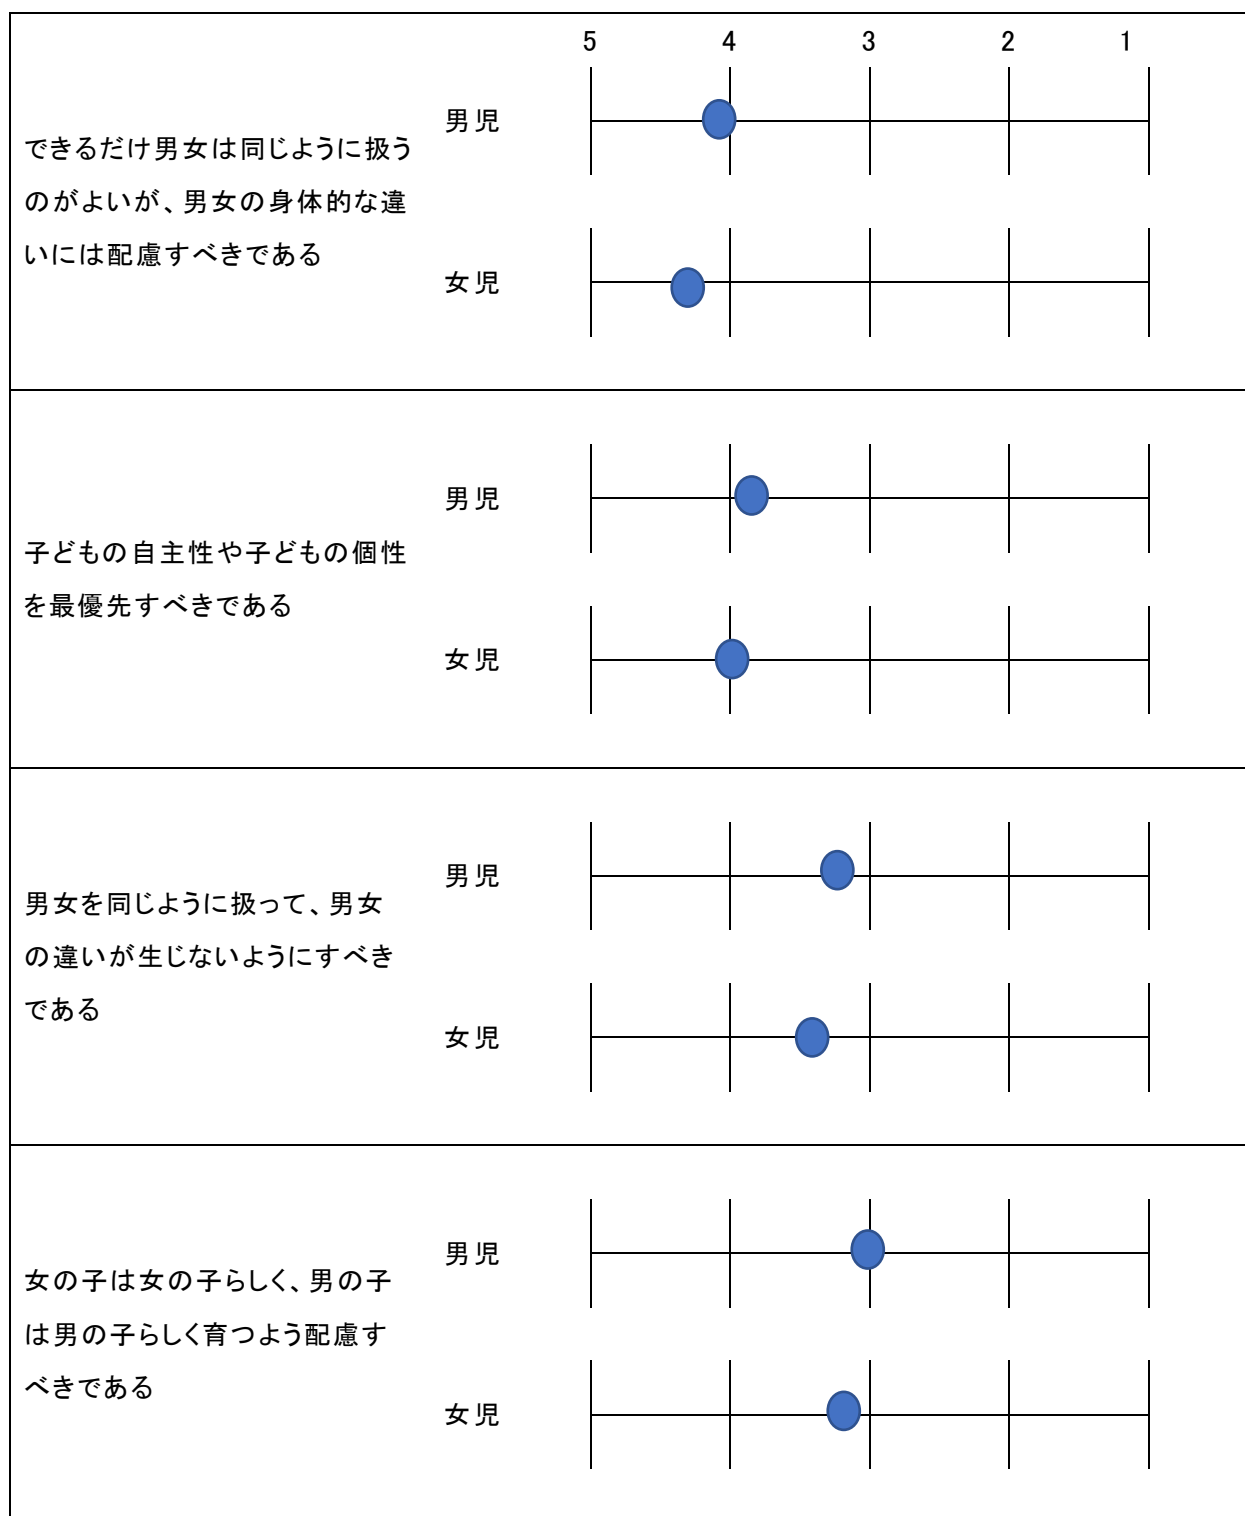 5 4 3 2 1
男児
できるだけ男女は同じように扱う
のがよいが、男女の身体的な違
いには配慮すべきである
女児
男児
子どもの自主性や子どもの個性
を最優先すべきである
女児
男児
男女を同じように扱って、男女
の違いが生じないようにすべき
である
女児
男児
女の子は女の子らしく、男の子
は男の子らしく育つよう配慮す
べきである
女児